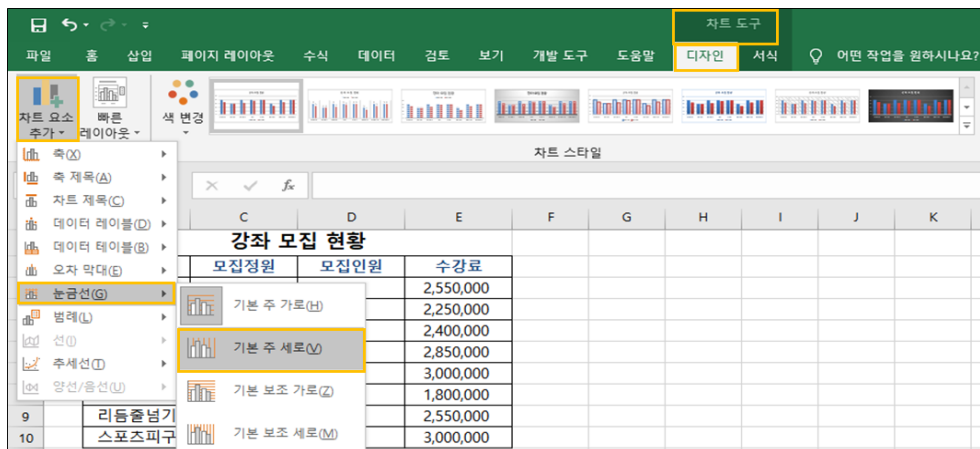 차트 도구
파일 홈 삽입 페이지 레이아웃 수식 데이터 검토 보기 개발 도구 도움말 디자인 서식 어떤 작업을 원하시나요?
차트 요소 추가
빠른 레이아웃
색 변경
차트 스타일
축(X)
축 제목(A)
차트 제목(C)
데이터 레이블(D)
데이터 테이블(B)
오차 막대(E)
눈금선(G)
범례(L)
선(I)
추세선(T)
양선/음선(U)
기본 주 가로(H)
기본 주 세로(V)
기본 보조 가로(Z)
기본 보조 세로(M)
fx
C D E F G H I J K
강좌 모집 현황
모집정원 모집인원 수강료
2,550,000
2,250,000
2,400,000
2,850,000
3,000,000
1,800,000
9 리듬줄넘기 2,550,000
10 스포츠피구 3,000,000